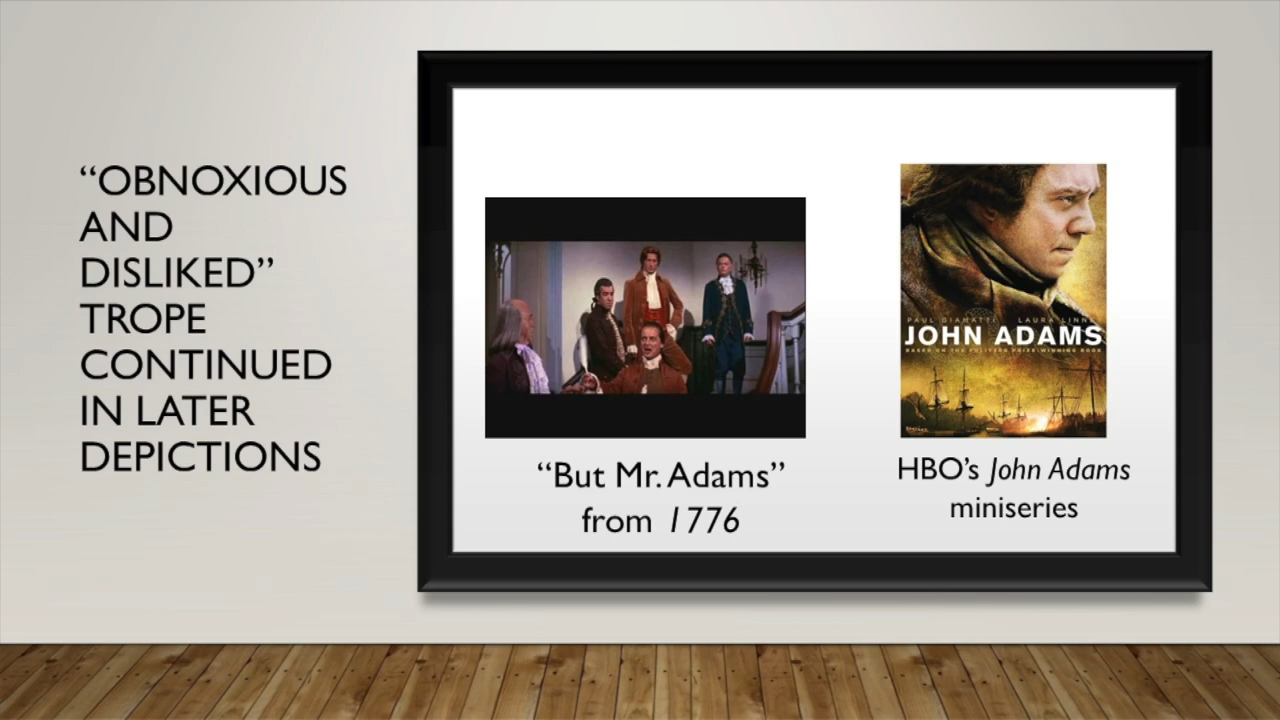 “OBNOXIOUS
AND
DISLIKED”
TROPE
CONTINUED
IN LATER
DEPICTIONS
PAUL GIAMATTI LAURA LINNE
JOHN ADAMS
BASED ON THE PULITZER PRIZE WINNING BOOK
“But Mr. Adams”
from 1776
HBO’s John Adams
miniseries